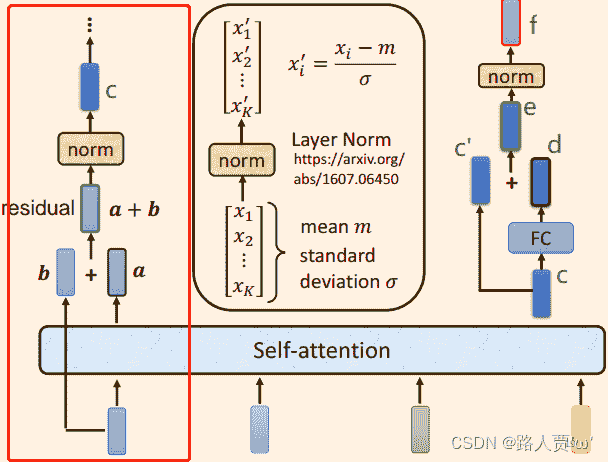 ⋮
c
norm
residual
a + b
b + a
x′₁
x′₂
⋮
x′K
x′ᵢ = (xᵢ − m) / σ
norm
Layer Norm
https://arxiv.org/
abs/1607.06450
x₁
x₂
⋮
xK
mean m
standard
deviation σ
f
norm
e
c'
+
d
FC
c
Self-attention
CSDN @路人贾'ω'